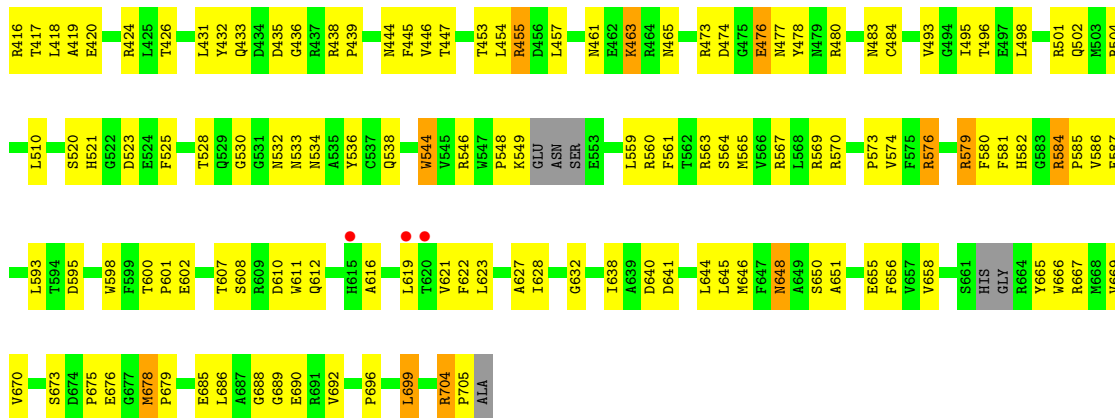 R416 T417 L418 A419 E420 R424 L425 T426 L431 Y432 Q433 D434 D435 G436 R437 R438 P439 N444 F445 V446 T447 T453 L454 R455 D456 L457 N461 E462 K463 R464 N465 R473 D474 G475 E476 N477 Y478 N479 R480 N483 C484 V493 G494 T495 T496 E497 L498 R501 Q502 M503
L510 S520 H521 G522 D523 E524 F525 T528 Q529 G530 G531 N532 N533 N534 A535 Y536 C537 Q538 W544 V545 R546 W547 P548 K549 GLU ASN SER E553 L559 R560 F561 T562 R563 S564 M565 V566 R567 L568 R569 R570 P573 V574 F575 R576 R579 F580 F581 H582 G583 R584 P585 V586
L593 T594 D595 W598 F599 T600 P601 E602 T607 S608 R609 D610 W611 Q612 H615 A616 L619 T620 V621 F622 L623 A627 I628 G632 I638 A639 D640 D641 L644 L645 M646 F647 N648 A649 S650 A651 E655 F656 V657 V658 S661 HIS GLY R664 Y665 W666 R667 M668
V670 S673 D674 P675 E676 G677 M678 P679 E685 L686 A687 G688 G689 E690 R691 V692 P696 L699 R704 P705 ALA